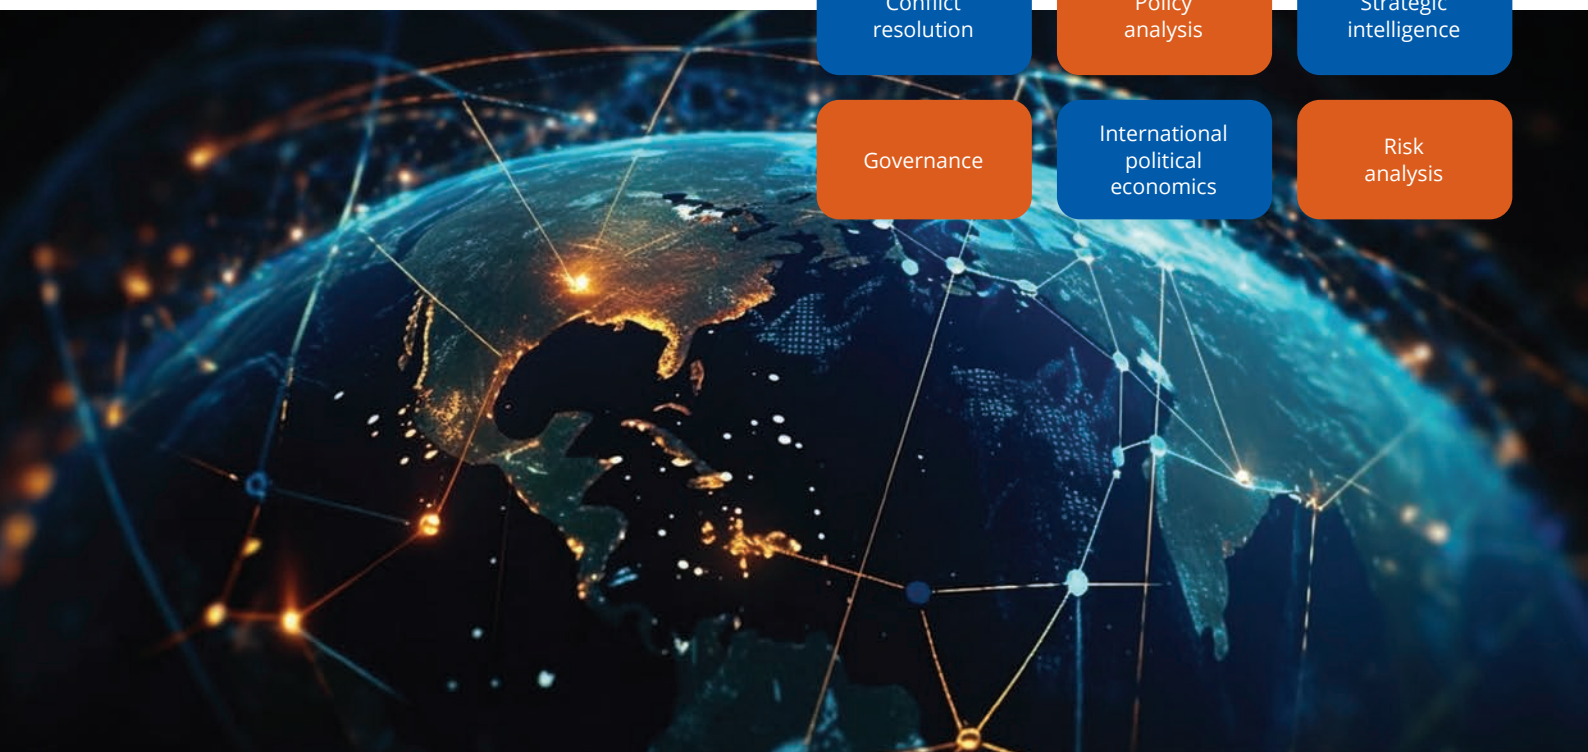 Conflict
resolution
Policy
analysis
Strategic
intelligence
Governance
International
political
economics
Risk
analysis